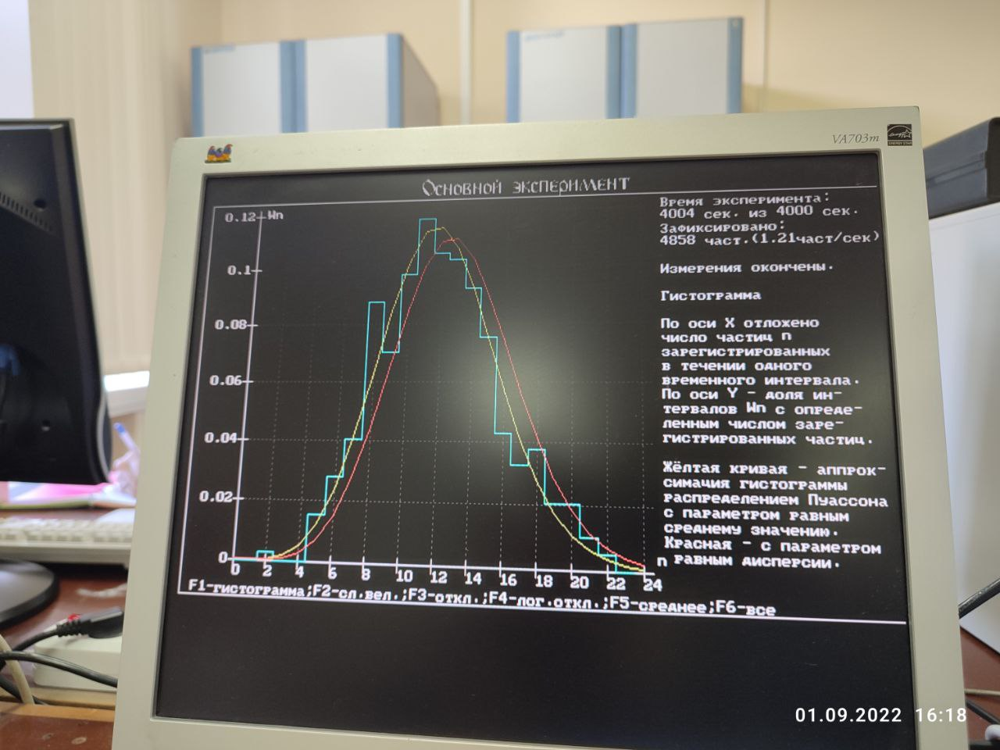 VA703m
ENERGY STAR
Основной эксперимент
0.12
Wn
0.1
0.08
0.06
0.04
0.02
0
0 2 4 6 8 10 12 14 16 18 20 22 24
n
Время эксперимента:
4004 сек. из 4000 сек.
Зафиксировано:
4858 част.(1.21част/сек)
Измерения окончены.
Гистограмма
По оси X отложено
число частиц n
зарегистрированных
в течении одного
временного интервала.
По оси Y - доля ин-
тервалов Wn с опреде-
ленным числом заре-
гистрированных частиц.
Жёлтая кривая - аппрок-
симация гистограммы
распределением Пуассона
с параметром равным
среднему значению.
Красная - с параметром
равным дисперсии.
F1-гистограмма;F2-сл.вел.;F3-откл.;F4-лог.откл.;F5-среднее;F6-все
01.09.2022 16:18